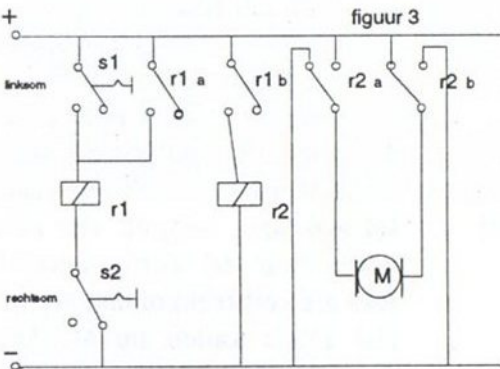 +
figuur 3
s1
linksom
r1 a
r1 b
r2 a
r2 b
r1
r2
s2
rechtsom
M
−